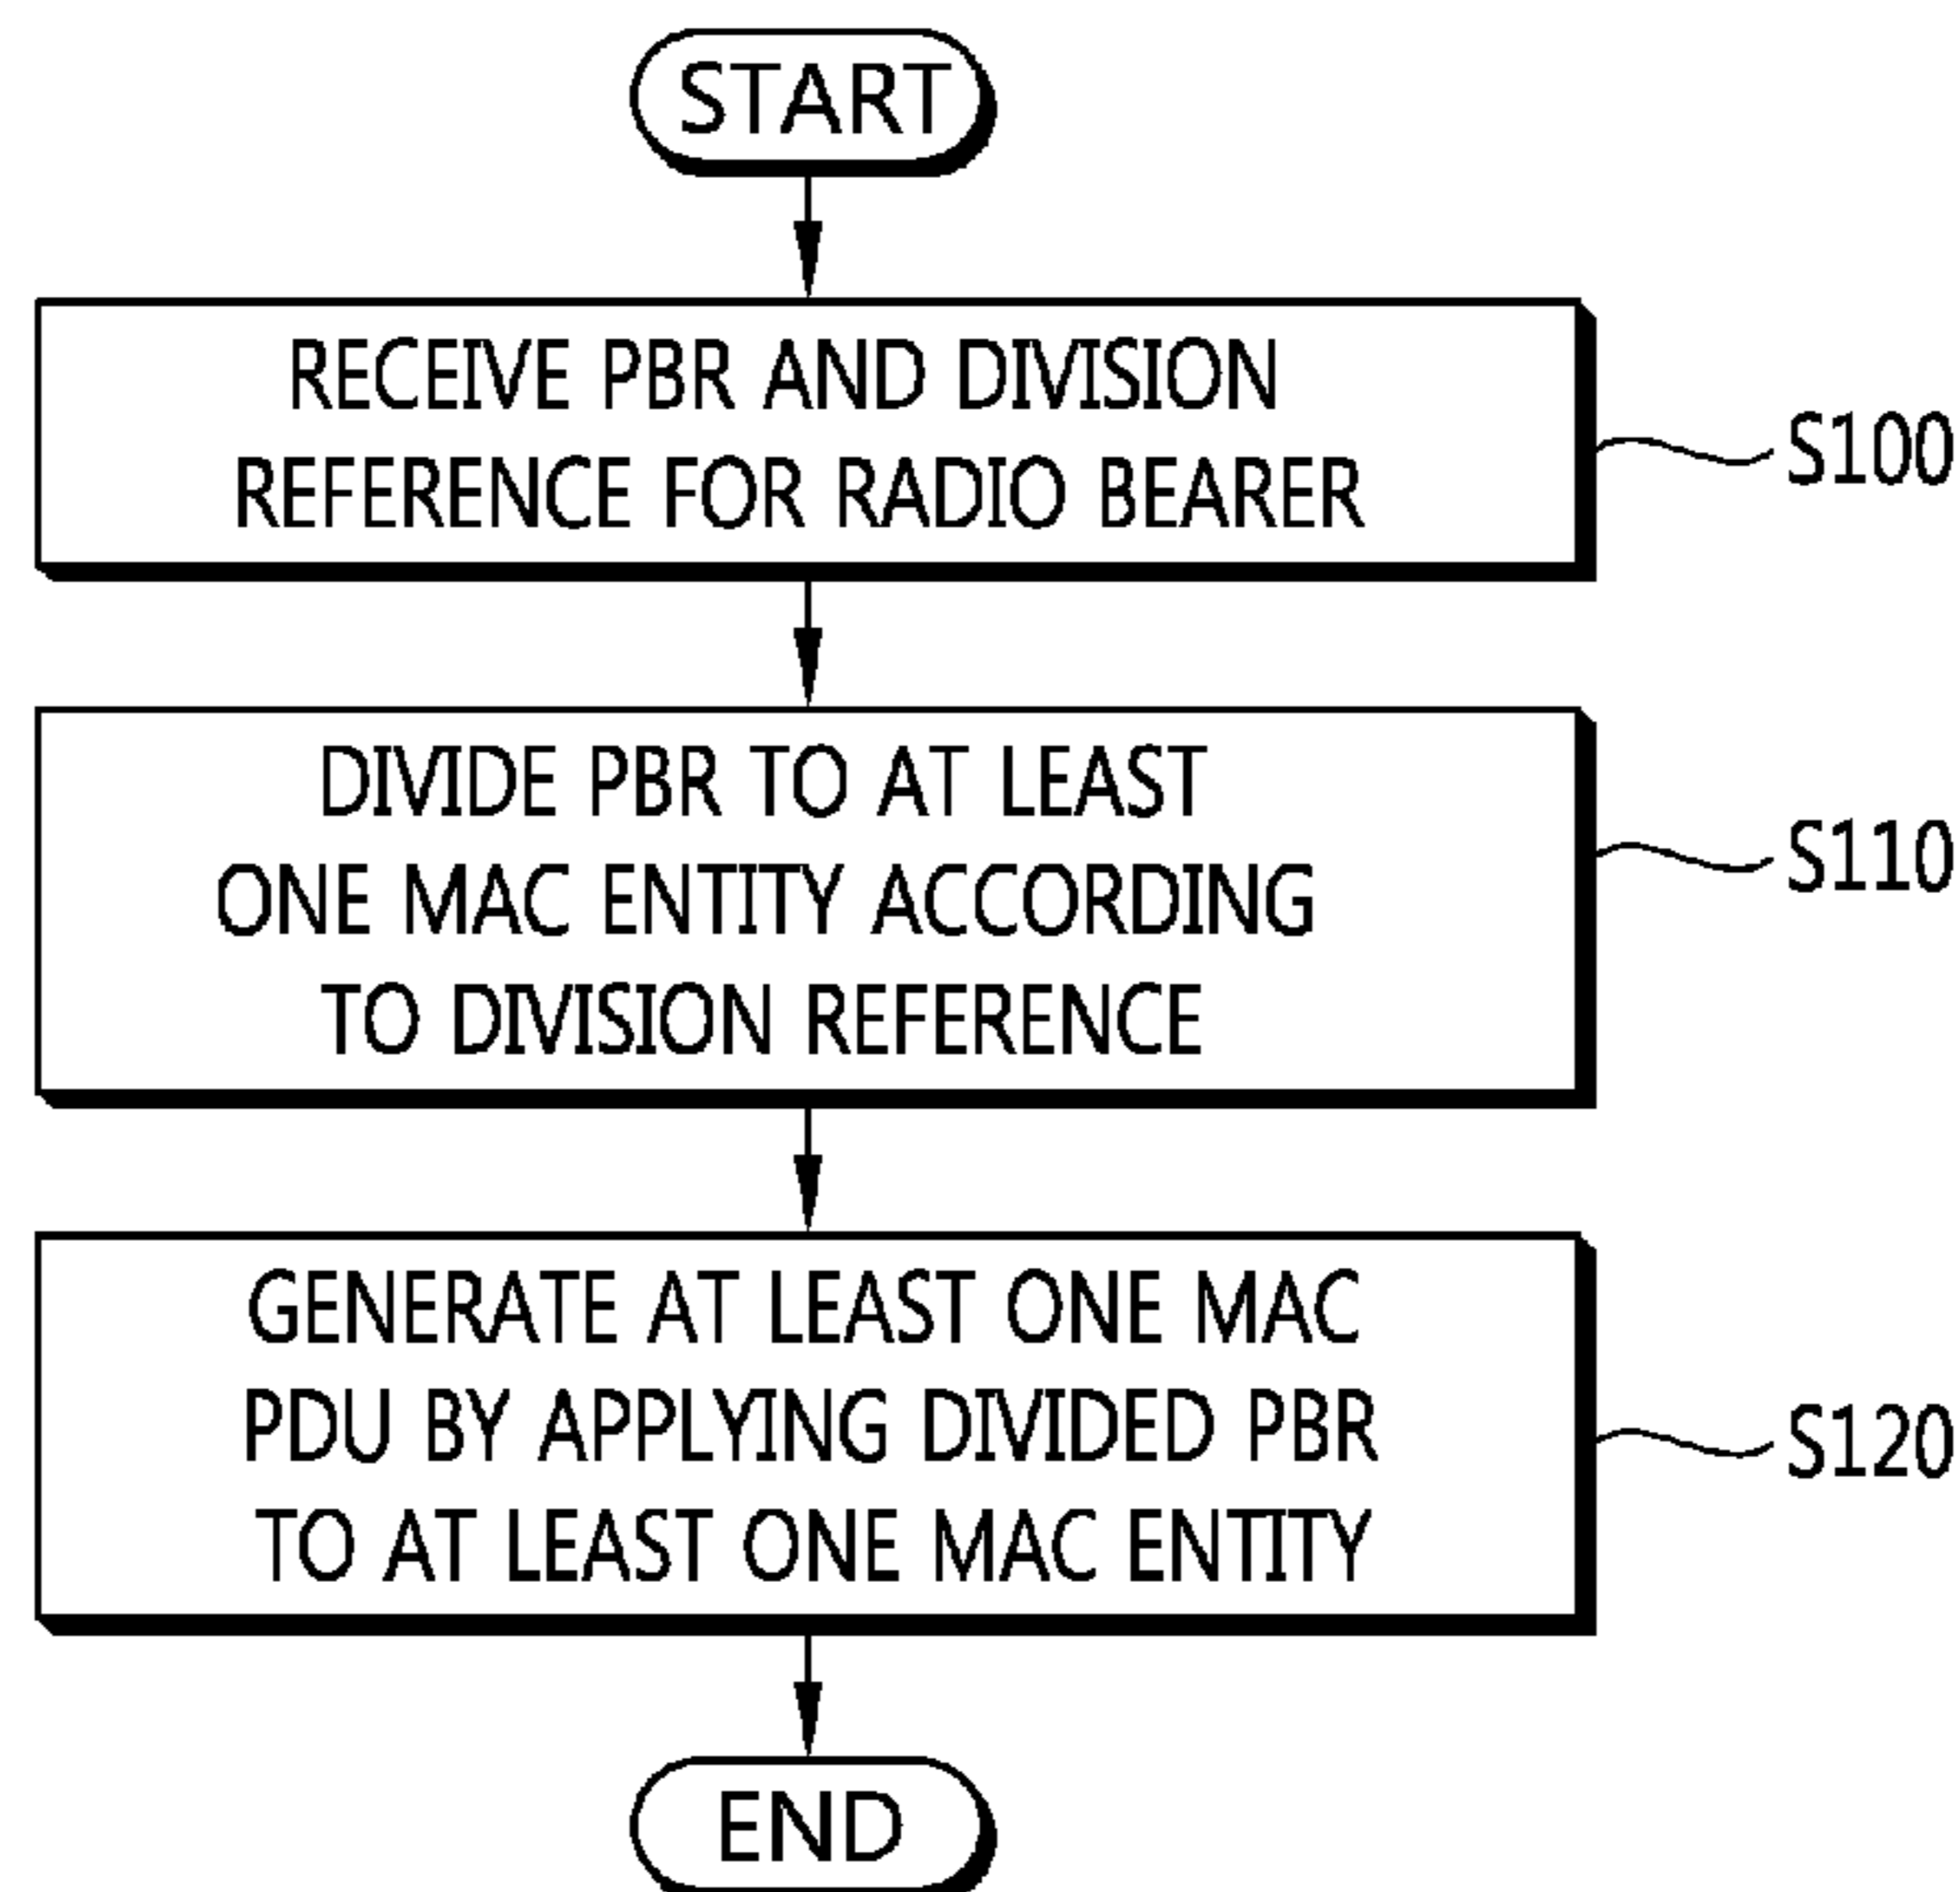 START
RECEIVE PBR AND DIVISION
REFERENCE FOR RADIO BEARER
S100
DIVIDE PBR TO AT LEAST
ONE MAC ENTITY ACCORDING
TO DIVISION REFERENCE
S110
GENERATE AT LEAST ONE MAC
PDU BY APPLYING DIVIDED PBR
TO AT LEAST ONE MAC ENTITY
S120
END